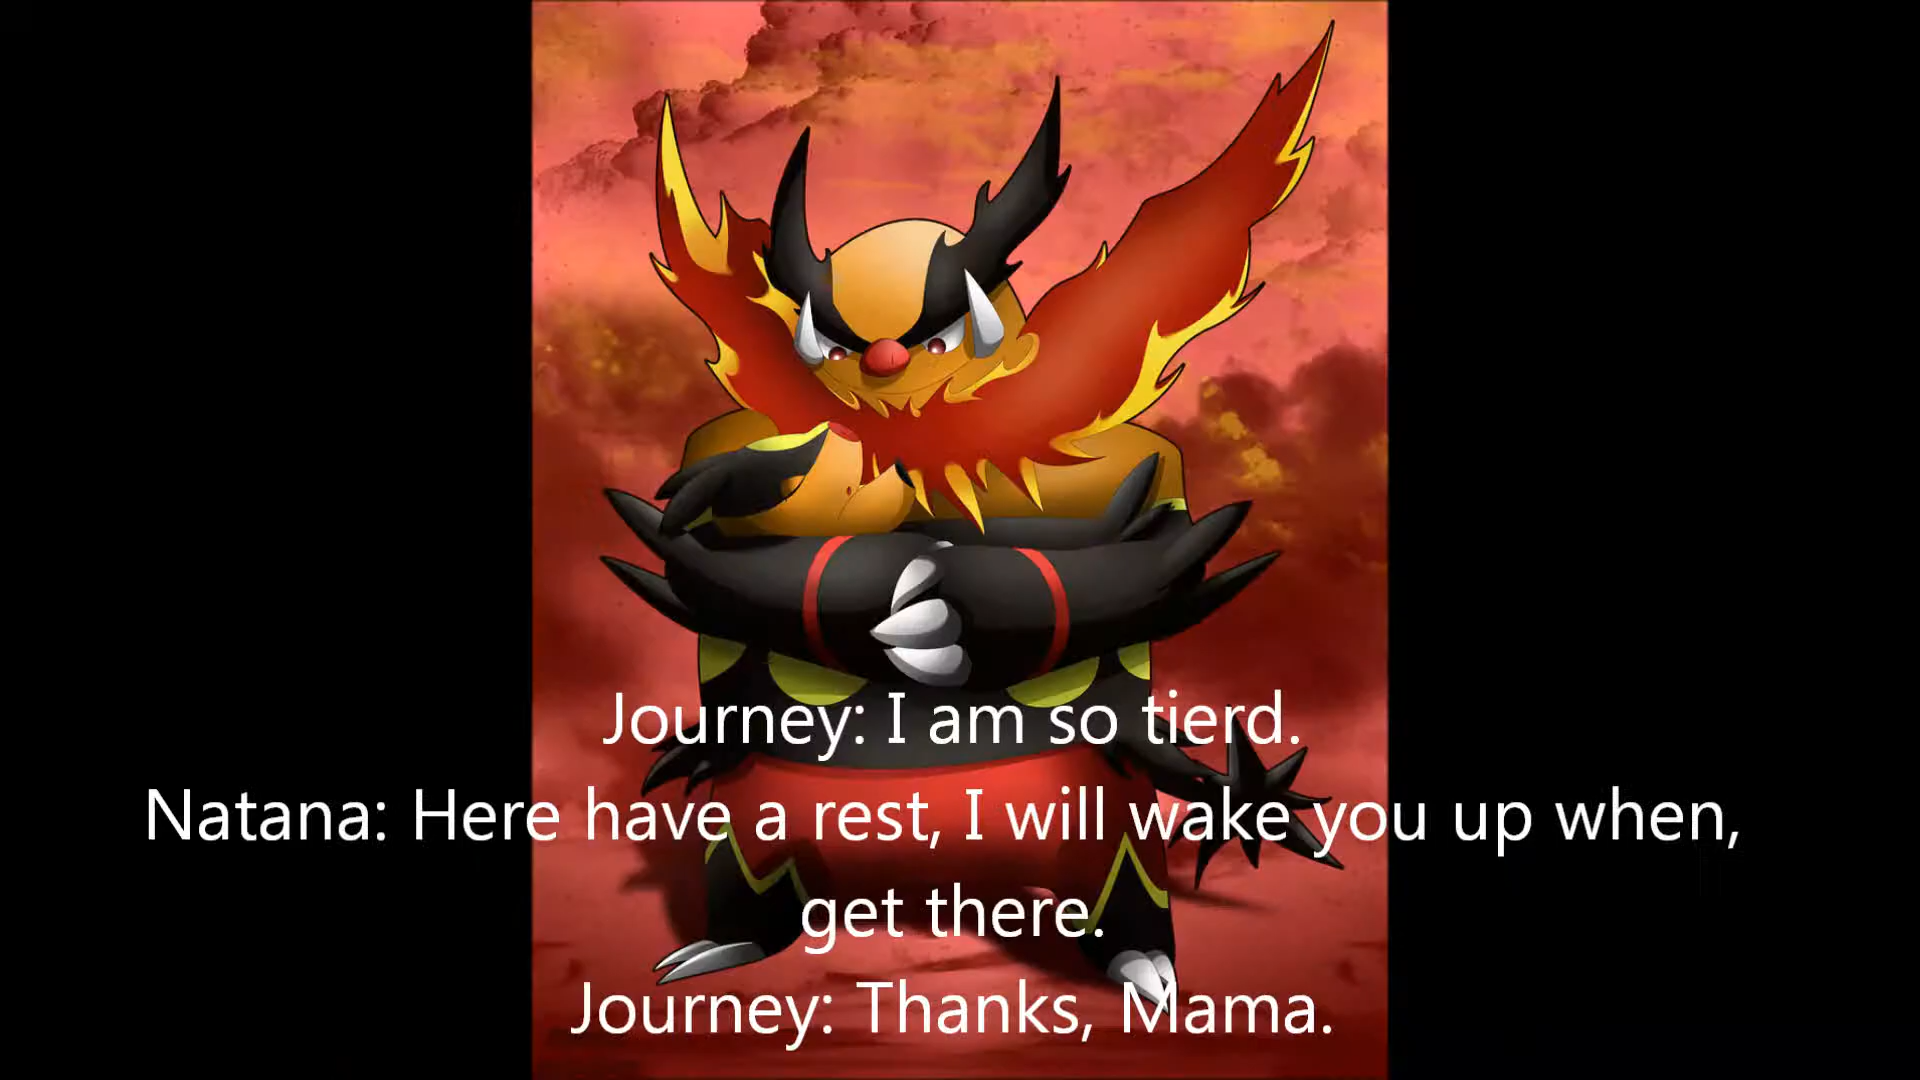 Journey: I am so tierd.
Natana: Here have a rest, I will wake you up when,
get there.
Journey: Thanks, Mama.